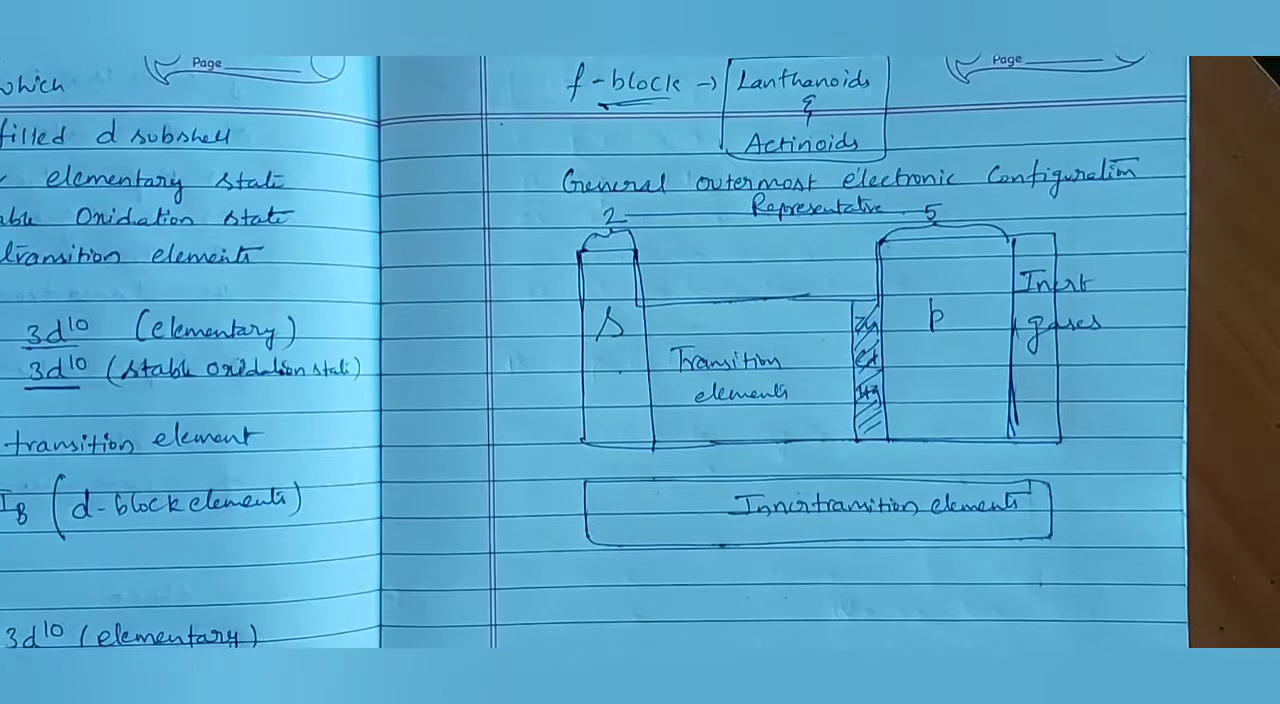 Page
which
filled d subshell
elementary state
able Oxidation state
transition elements
3d10 (elementary)
3d10 (stable oxidation state)
transition element
IB (d-block elements)
3d10 (elementary)
Page
f-block → Lanthanoids
&
Actinoids
General outermost electronic Configuration
2 Representative 5
s
p
Inert
gases
Transition
elements
Zn
Cd
Hg
Innertransition elements